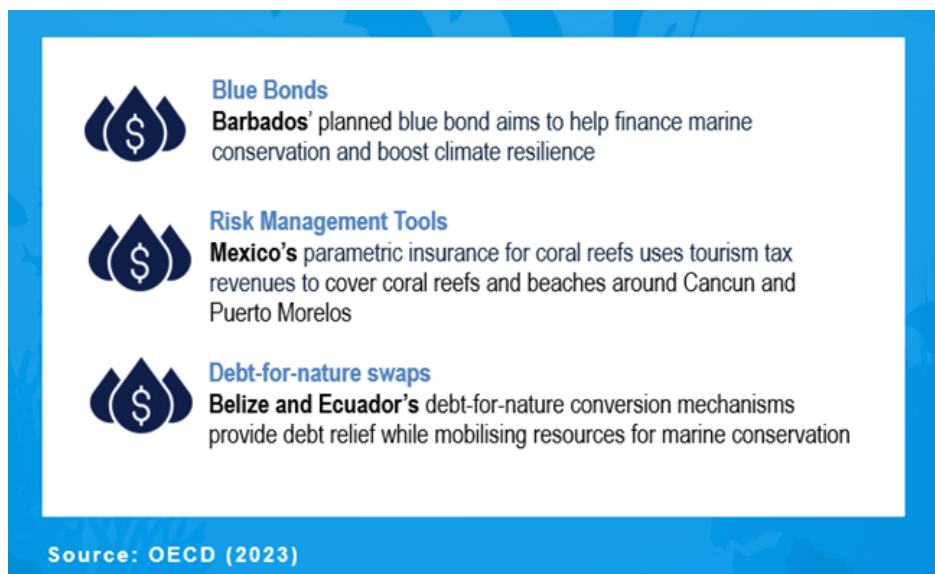 Blue Bonds
Barbados' planned blue bond aims to help finance marine
conservation and boost climate resilience
$
Risk Management Tools
Mexico's parametric insurance for coral reefs uses tourism tax
revenues to cover coral reefs and beaches around Cancun and
Puerto Morelos
$
Debt-for-nature swaps
Belize and Ecuador's debt-for-nature conversion mechanisms
provide debt relief while mobilising resources for marine conservation
$
Source: OECD (2023)